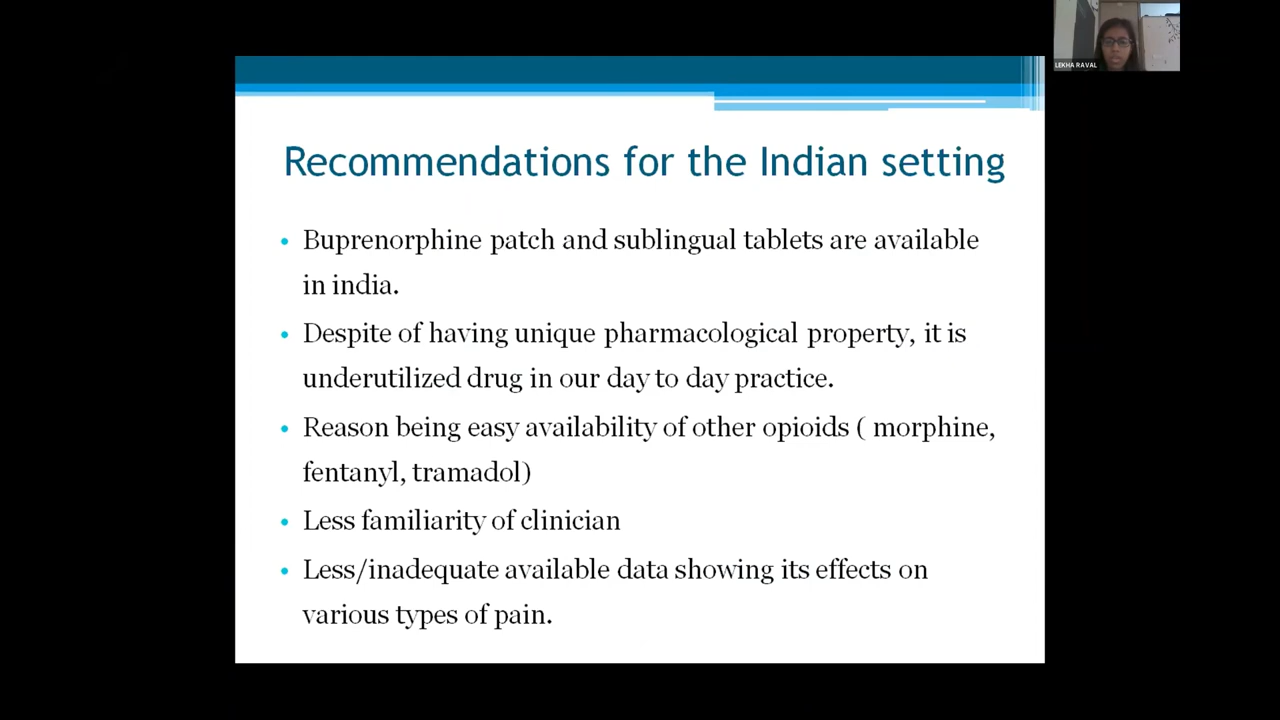 LEKHA RAVAL
Recommendations for the Indian setting
• Buprenorphine patch and sublingual tablets are available
in india.
• Despite of having unique pharmacological property, it is
underutilized drug in our day to day practice.
• Reason being easy availability of other opioids ( morphine,
fentanyl, tramadol)
• Less familiarity of clinician
• Less/inadequate available data showing its effects on
various types of pain.